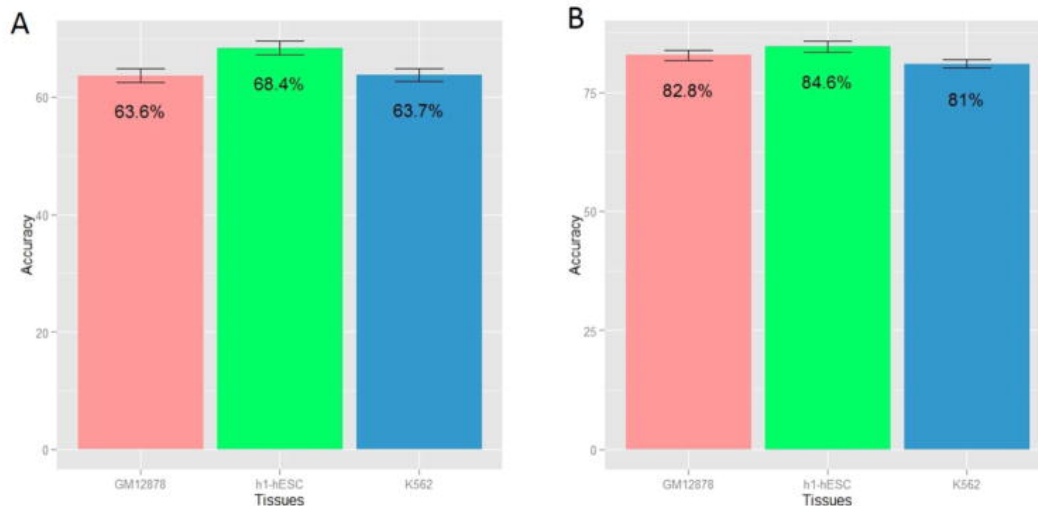 A
Accuracy
60
40
20
0
63.6%
68.4%
63.7%
GM12878
h1-hESC
K562
Tissues
B
Accuracy
75
50
25
0
82.8%
84.6%
81%
GM12878
h1-hESC
K562
Tissues